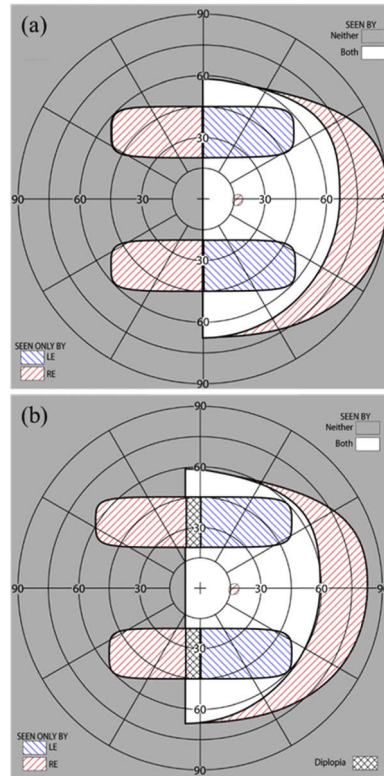 (a)
90
SEEN BY
Neither
Both
60
30
90 60 30 30 60 90
30
60
SEEN ONLY BY
LE
RE
90
(b)
90
SEEN BY
Neither
Both
60
30
90 60 30 30 60 90
30
60
SEEN ONLY BY
LE
RE
Diplopia
90